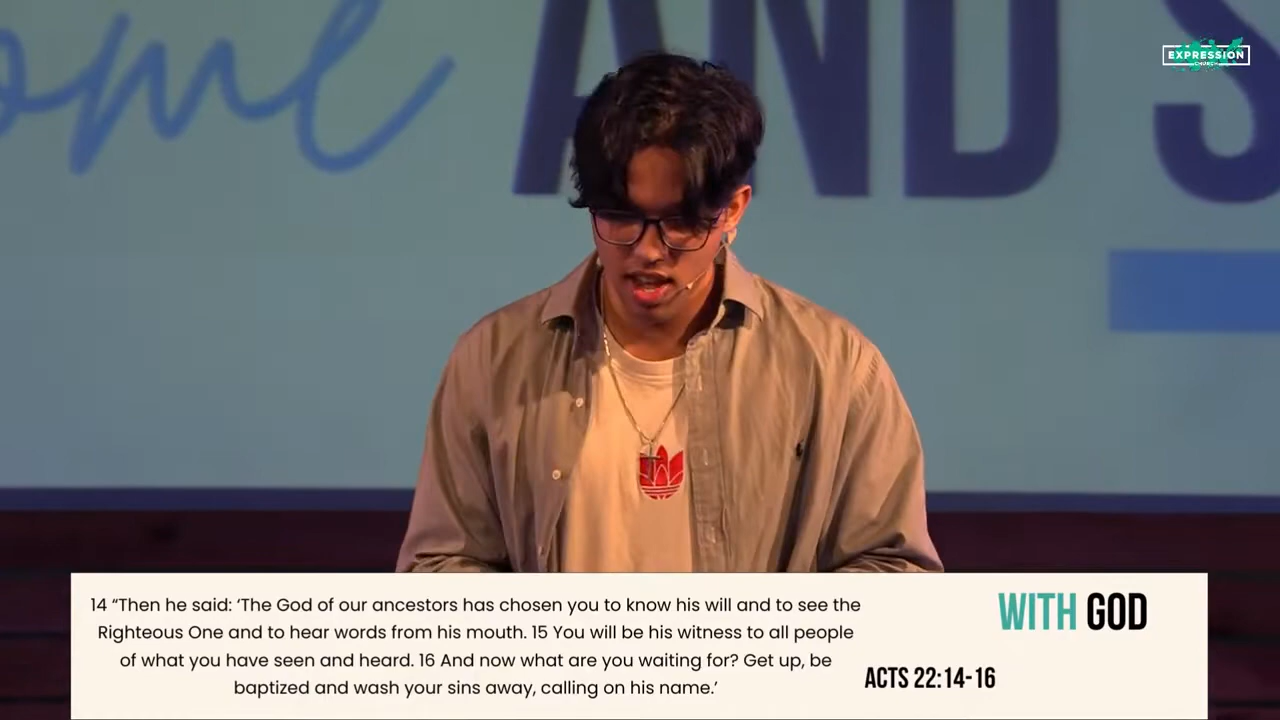 ome AND S
EXPRESSION
CHURCH
14 “Then he said: ‘The God of our ancestors has chosen you to know his will and to see the
Righteous One and to hear words from his mouth. 15 You will be his witness to all people
of what you have seen and heard. 16 And now what are you waiting for? Get up, be
baptized and wash your sins away, calling on his name.’
WITH GOD
ACTS 22:14-16